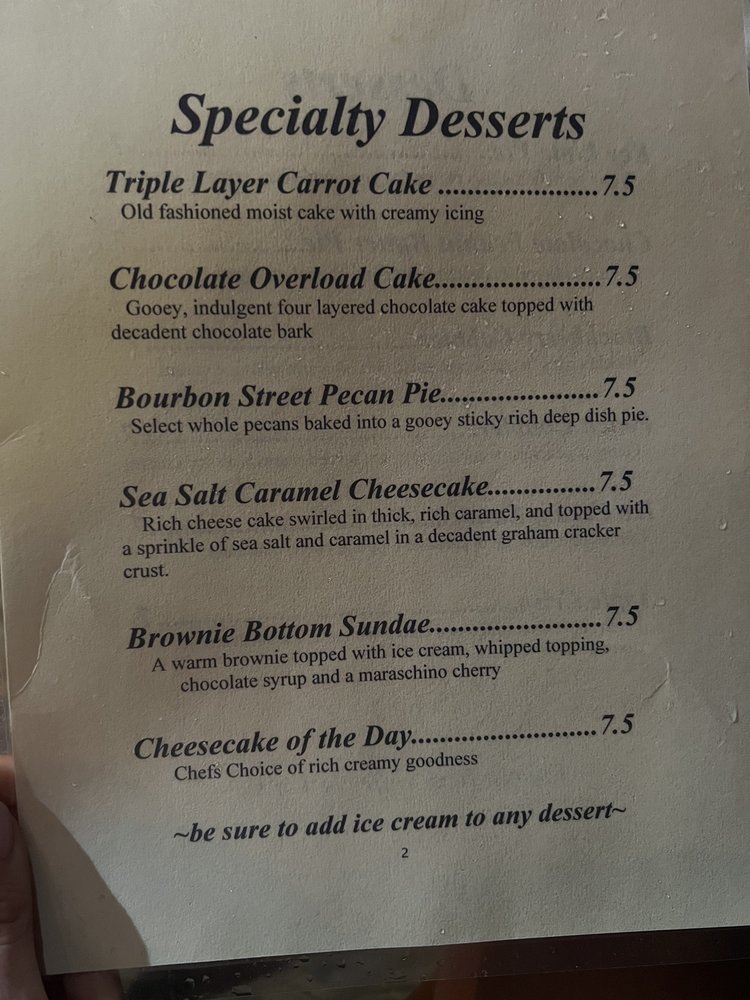 Specialty Desserts
Triple Layer Carrot Cake ......................7.5
Old fashioned moist cake with creamy icing
Chocolate Overload Cake.......................7.5
Gooey, indulgent four layered chocolate cake topped with
decadent chocolate bark
Bourbon Street Pecan Pie......................7.5
Select whole pecans baked into a gooey sticky rich deep dish pie.
Sea Salt Caramel Cheesecake...............7.5
Rich cheese cake swirled in thick, rich caramel, and topped with
a sprinkle of sea salt and caramel in a decadent graham cracker
crust.
Brownie Bottom Sundae........................7.5
A warm brownie topped with ice cream, whipped topping,
chocolate syrup and a maraschino cherry
Cheesecake of the Day..........................7.5
Chefs Choice of rich creamy goodness
~be sure to add ice cream to any dessert~
2